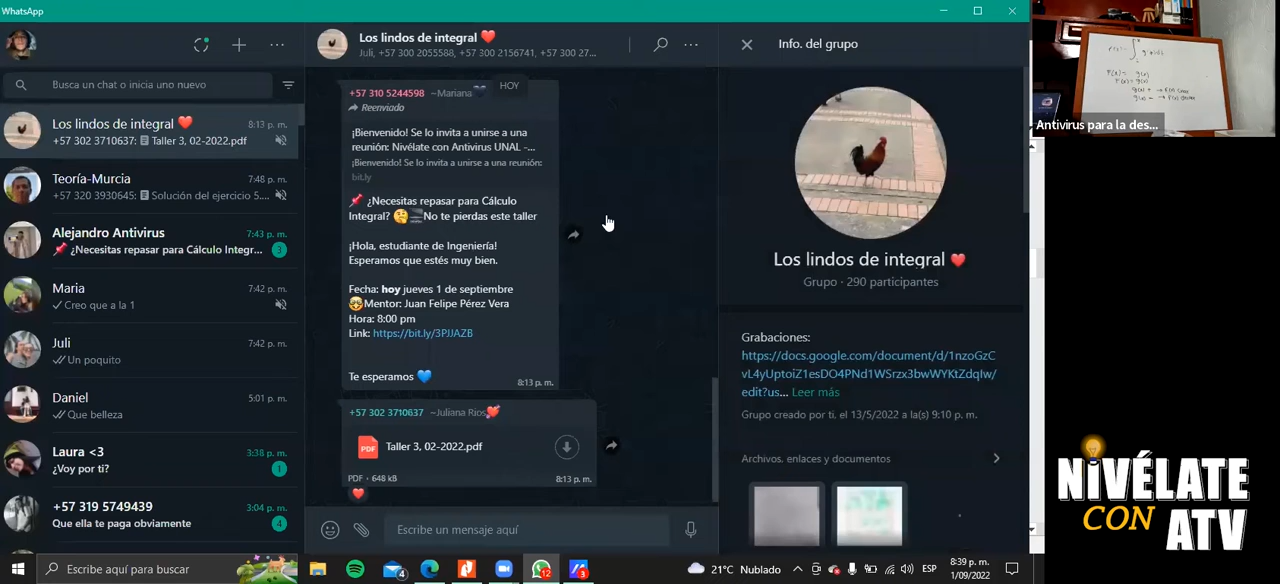 WhatsApp
Busca un chat o inicia uno nuevo
Los lindos de integral ❤️
8:13 p. m.
+57 302 3710637: Taller 3, 02-2022.pdf
Teoría-Murcia
7:48 p. m.
+57 320 3930645: Solución del ejercicio 5....
Alejandro Antivirus
7:43 p. m.
📌 ¿Necesitas repasar para Cálculo Integr...
3
Maria
7:42 p. m.
Creo que a la 1
Juli
7:42 p. m.
Un poquito
Daniel
5:01 p. m.
Que belleza
Laura <3
3:38 p. m.
¿Voy por ti?
1
+57 319 5749439
3:04 p. m.
Que ella te paga obviamente
4
Los lindos de integral ❤️
Juli, +57 300 2055588, +57 300 2156741, +57 300 27...
HOY
+57 310 5244598 ~Mariana
Reenviado
¡Bienvenido! Se lo invita a unirse a una
reunión: Nivélate con Antivirus UNAL -...
¡Bienvenido! Se lo invita a unirse a una reunión:
bit.ly
📌 ¿Necesitas repasar para Cálculo
Integral? 🤔 No te pierdas este taller
¡Hola, estudiante de Ingeniería!
Esperamos que estés muy bien.
Fecha: hoy jueves 1 de septiembre
Mentor: Juan Felipe Pérez Vera
Hora: 8:00 pm
Link: https://bit.ly/3PJJAZB
Te esperamos 💙
8:13 p. m.
+57 302 3710637 ~Juliana Rios💕
PDF
Taller 3, 02-2022.pdf
PDF • 648 kB
8:13 p. m.
❤️
Escribe un mensaje aquí
Info. del grupo
Los lindos de integral ❤️
Grupo · 290 participantes
Grabaciones:
https://docs.google.com/document/d/1nzoGzC
vL4yUptoiZ1esDO4PNd1WSrzx3bwWYKtZdqIw/
edit?us... Leer más
Grupo creado por ti, el 13/5/2022 a la(s) 9:10 p. m.
Archivos, enlaces y documentos
Antivirus para la des...
NIVÉLATE
CON
ATV
Escribe aquí para buscar
4
12
3
21°C Nublado
ESP
8:39 p. m.
1/09/2022